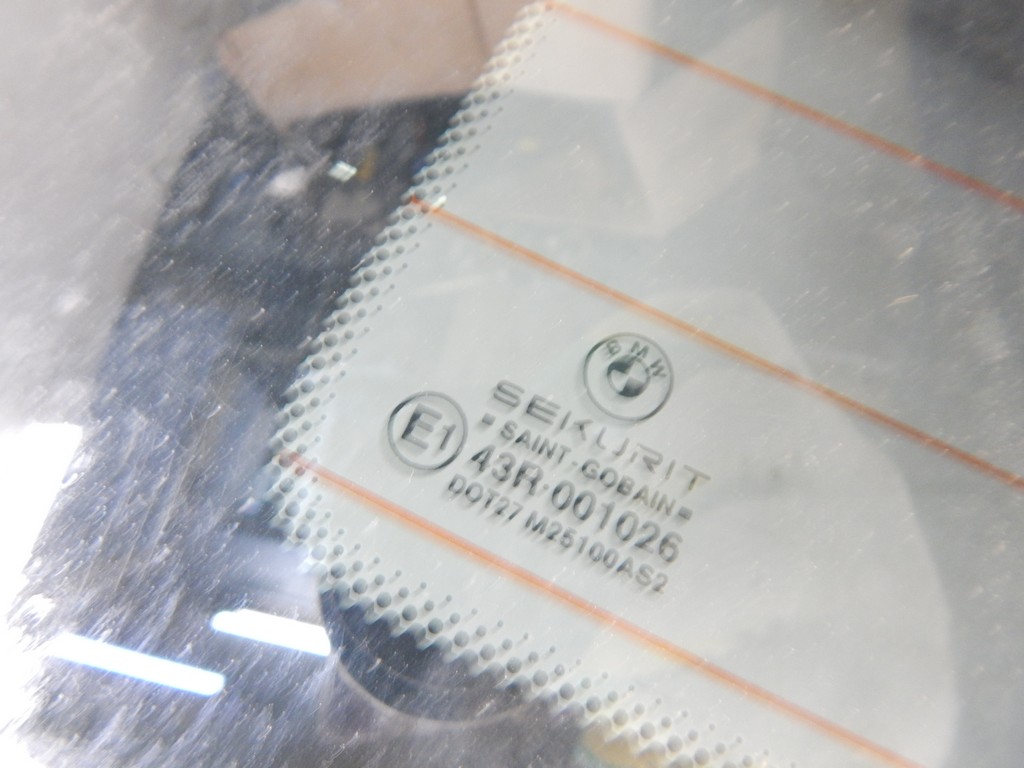 BMW
SEKURIT
SAINT-GOBAIN
E1
43R-001026
DOT27 M25100AS2